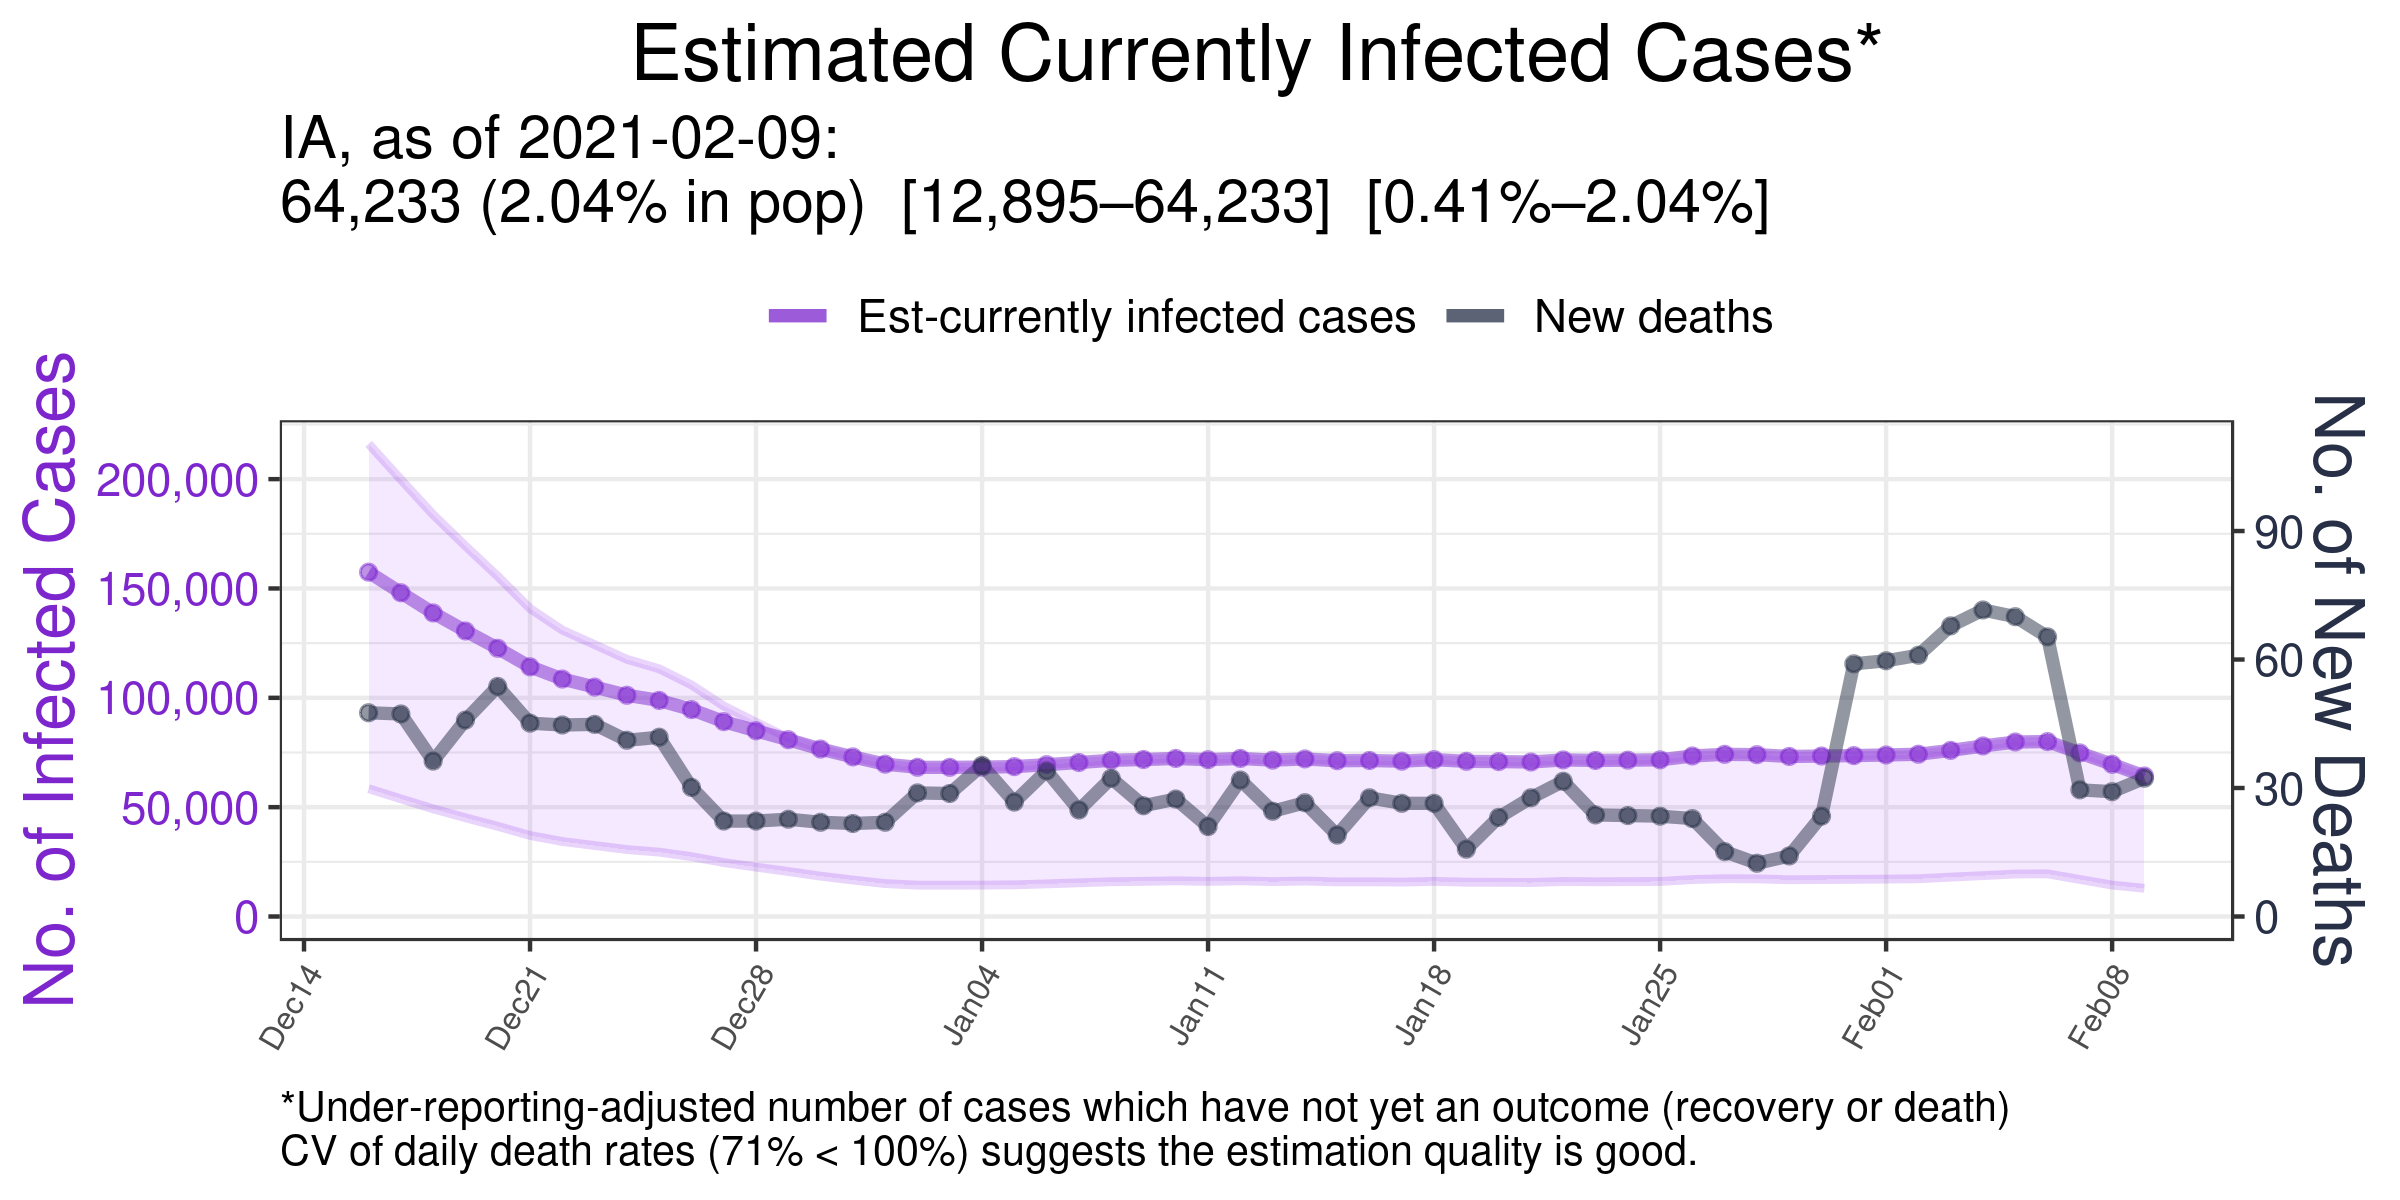 Estimated Currently Infected Cases*
IA, as of 2021-02-09:
64,233 (2.04% in pop)  [12,895–64,233]  [0.41%–2.04%]
Est-currently infected cases
New deaths
No. of Infected Cases
200,000
150,000
100,000
50,000
0
No. of New Deaths
90
60
30
0
Dec14
Dec21
Dec28
Jan04
Jan11
Jan18
Jan25
Feb01
Feb08
*Under-reporting-adjusted number of cases which have not yet an outcome (recovery or death)
CV of daily death rates (71% < 100%) suggests the estimation quality is good.